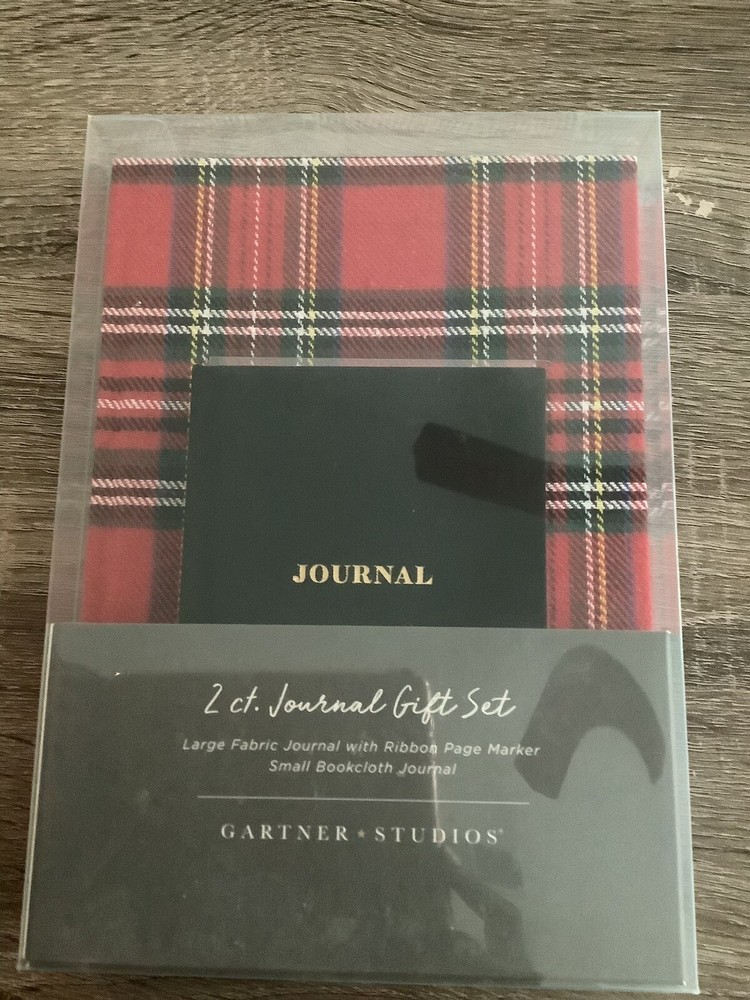 JOURNAL
2 ct. Journal Gift Set
Large Fabric Journal with Ribbon Page Marker
Small Bookcloth Journal
GARTNER ★ STUDIOS®